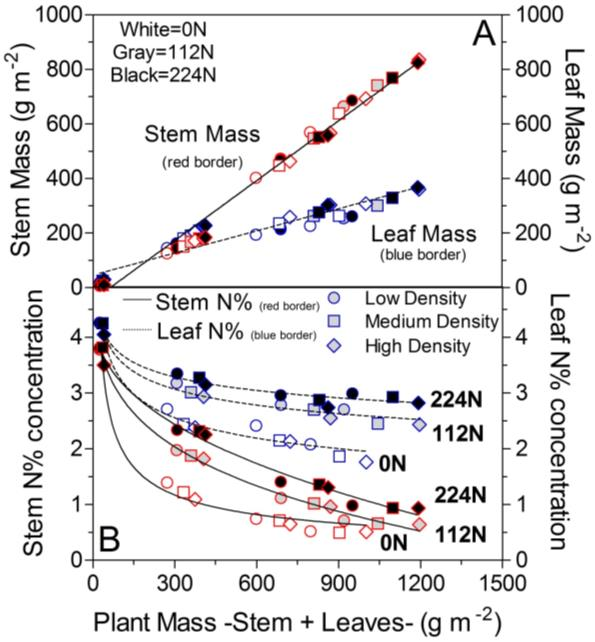 1000
1000
White=0N
Gray=112N
Black=224N
A
800
800
600
600
Stem Mass
(red border)
400
400
200
200
Leaf Mass
(blue border)
0
0
Stem Mass (g m-2)
Leaf Mass (g m-2)
Stem N% (red border)
Leaf N% (blue border)
Low Density
Medium Density
High Density
4
4
3
3
224N
112N
2
2
0N
224N
1
1
112N
0N
B
0
0
Stem N% concentration
Leaf N% concentration
0 300 600 900 1200 1500
Plant Mass -Stem + Leaves- (g m-2)